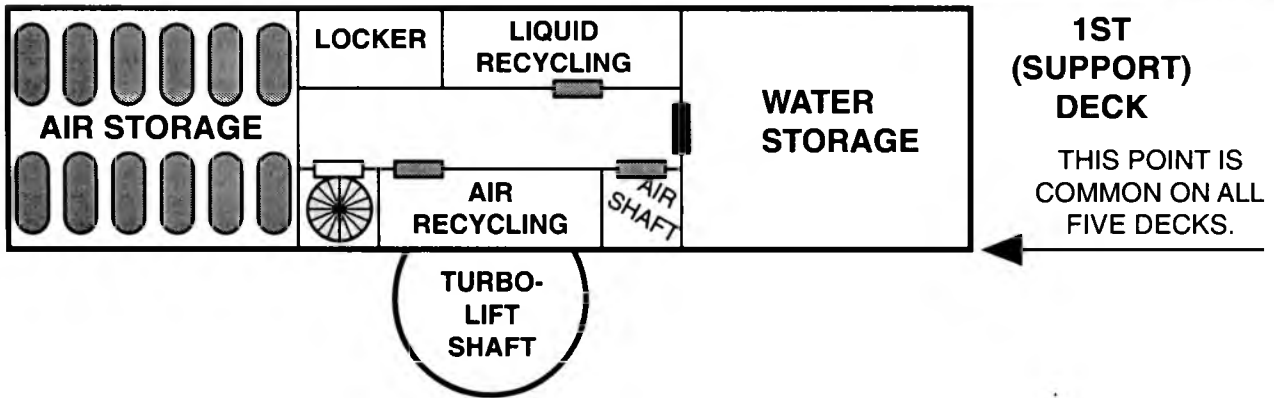 LOCKER
LIQUID
RECYCLING
AIR STORAGE
WATER
STORAGE
AIR
RECYCLING
AIR
SHAFT
TURBO-
LIFT
SHAFT
1ST
(SUPPORT)
DECK
THIS POINT IS
COMMON ON ALL
FIVE DECKS.